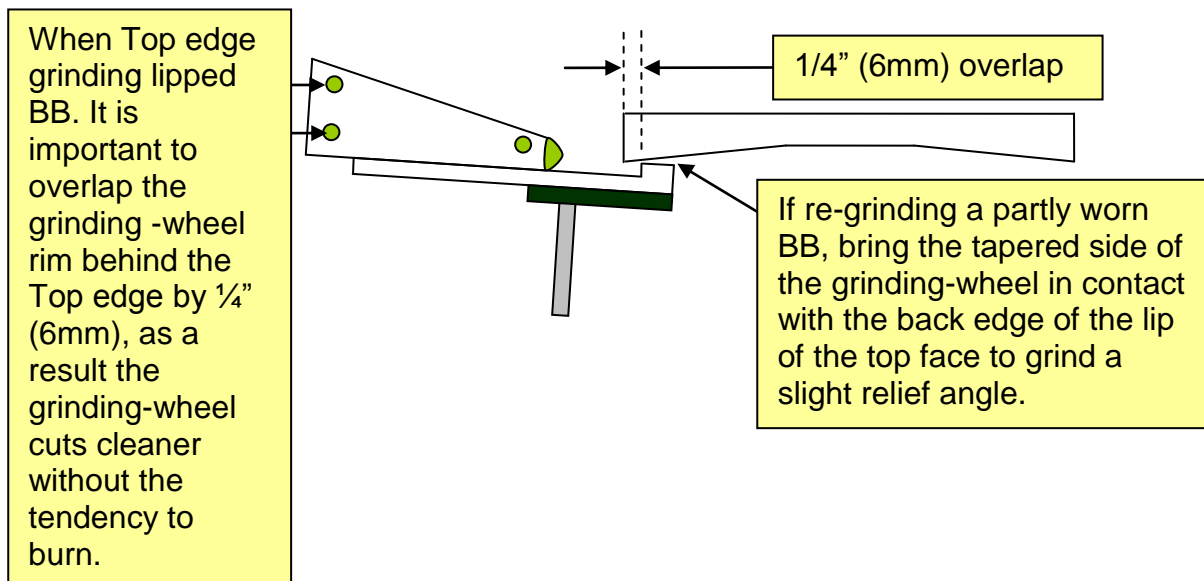 When Top edge
grinding lipped
BB. It is
important to
overlap the
grinding -wheel
rim behind the
Top edge by ¼”
(6mm), as a
result the
grinding-wheel
cuts cleaner
without the
tendency to
burn.
1/4” (6mm) overlap
If re-grinding a partly worn
BB, bring the tapered side of
the grinding-wheel in contact
with the back edge of the lip
of the top face to grind a
slight relief angle.